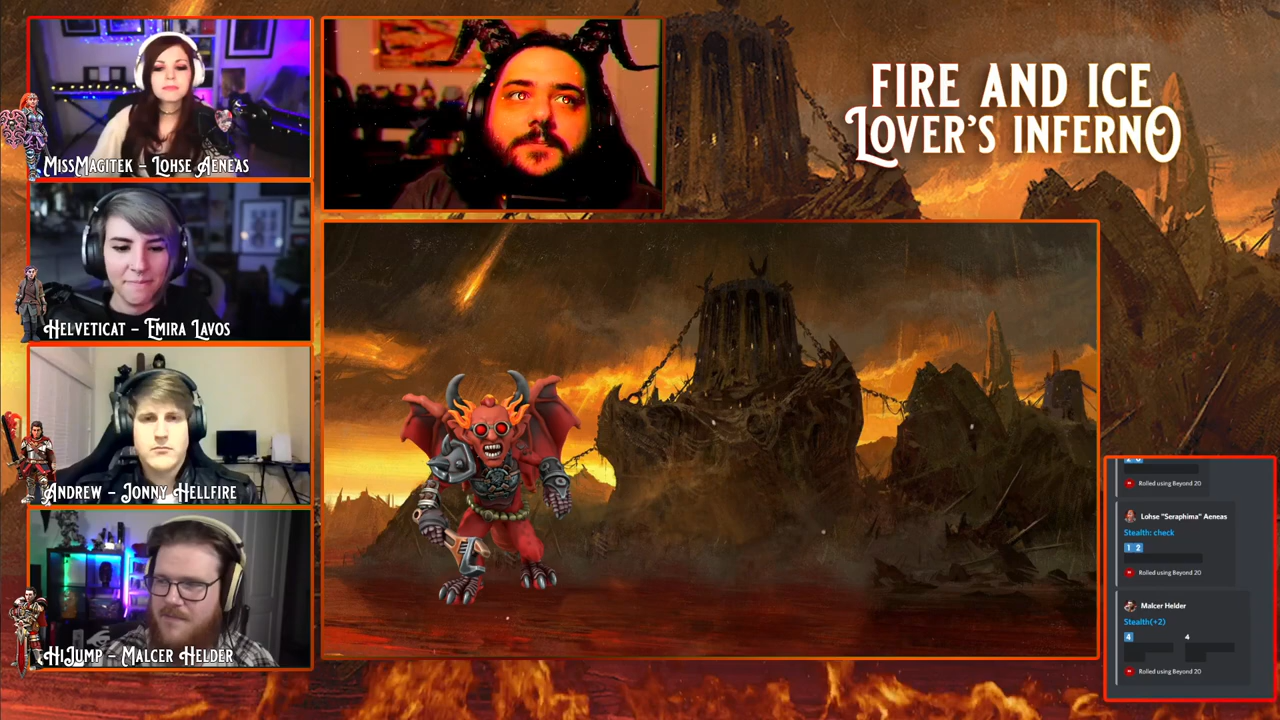 FIRE AND ICE
LOVER'S INFERNO
MISSMAGITEK – LOHSE AENEAS
HELVETICAT – EMIRA LAVOS
ANDREW – JONNY HELLFIRE
HIJUMP – MALCER HELDER
Rolled using Beyond 20
Lohse "Seraphima" Aeneas
Stealth: check
1 2
Rolled using Beyond 20
Malcer Helder
Stealth(+2)
4 4
Rolled using Beyond 20